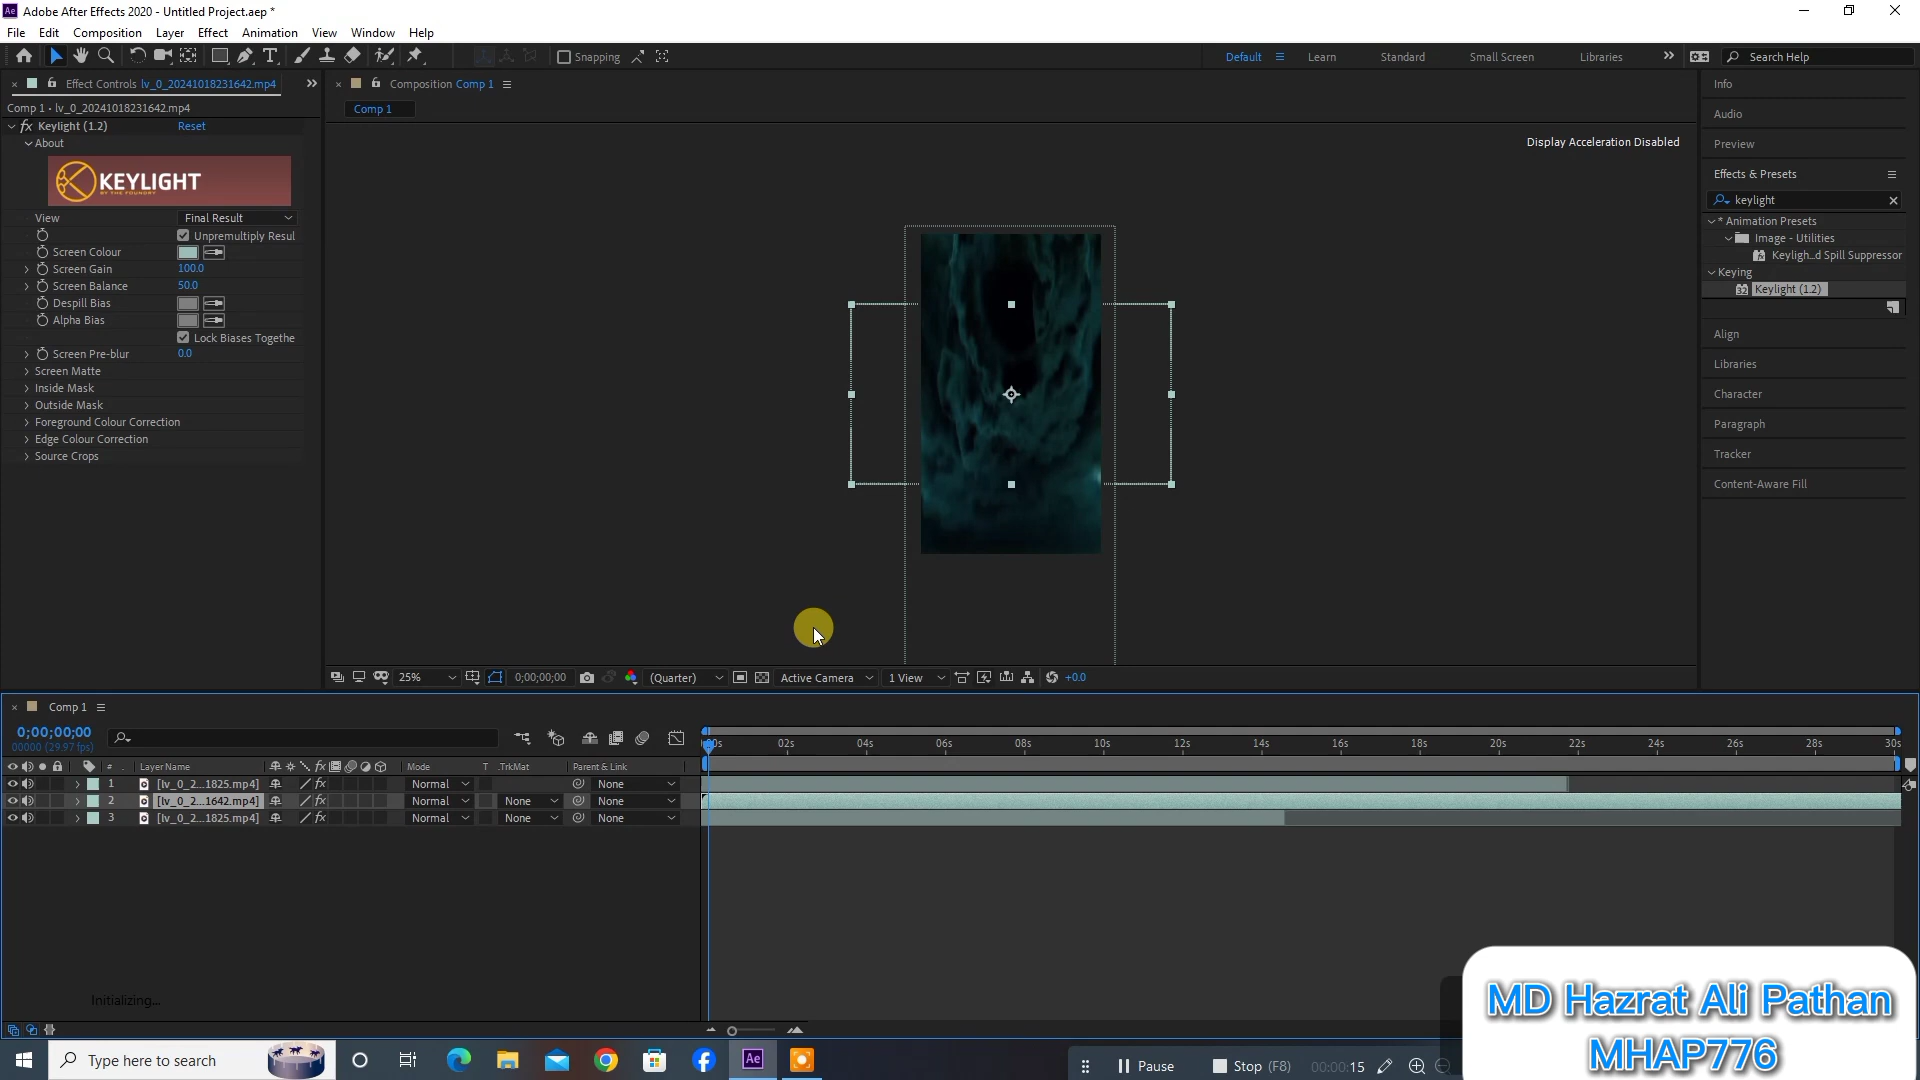 Adobe After Effects 2020 - Untitled Project.aep *
File Edit Composition Layer Effect Animation View Window Help
Snapping Default Learn Standard Small Screen Libraries Search Help
Effect Controls lv_0_20241018231642.mp4
Composition Comp 1
Info
Comp 1 • lv_0_20241018231642.mp4
Comp 1
Audio
Keylight (1.2) Reset
About
Display Acceleration Disabled
Preview
KEYLIGHT
BY THE FOUNDRY
Effects & Presets
keylight
View Final Result
Unpremultiply Resul
Screen Colour
Screen Gain 100.0
Screen Balance 50.0
Despill Bias
Alpha Bias
Lock Biases Togethe
Screen Pre-blur 0.0
Screen Matte
Inside Mask
Outside Mask
Foreground Colour Correction
Edge Colour Correction
Source Crops
* Animation Presets
Image - Utilities
Keyligh...d Spill Suppressor
Keying
Keylight (1.2)
Align
Libraries
Character
Paragraph
Tracker
Content-Aware Fill
25% 0;00;00;00 (Quarter) Active Camera 1 View +0.0
Comp 1
0;00;00;00
00000 (29.97 fps)
:00s 02s 04s 06s 08s 10s 12s 14s 16s 18s 20s 22s 24s 26s 28s 30s
# Layer Name Mode T .TrkMat Parent & Link
1 [lv_0_2...1825.mp4] Normal None
2 [lv_0_2...1642.mp4] Normal None None
3 [lv_0_2...1825.mp4] Normal None None
Initializing...
MD Hazrat Ali Pathan
MHAP776
Type here to search
Ae
Pause Stop (F8) 00:00:15